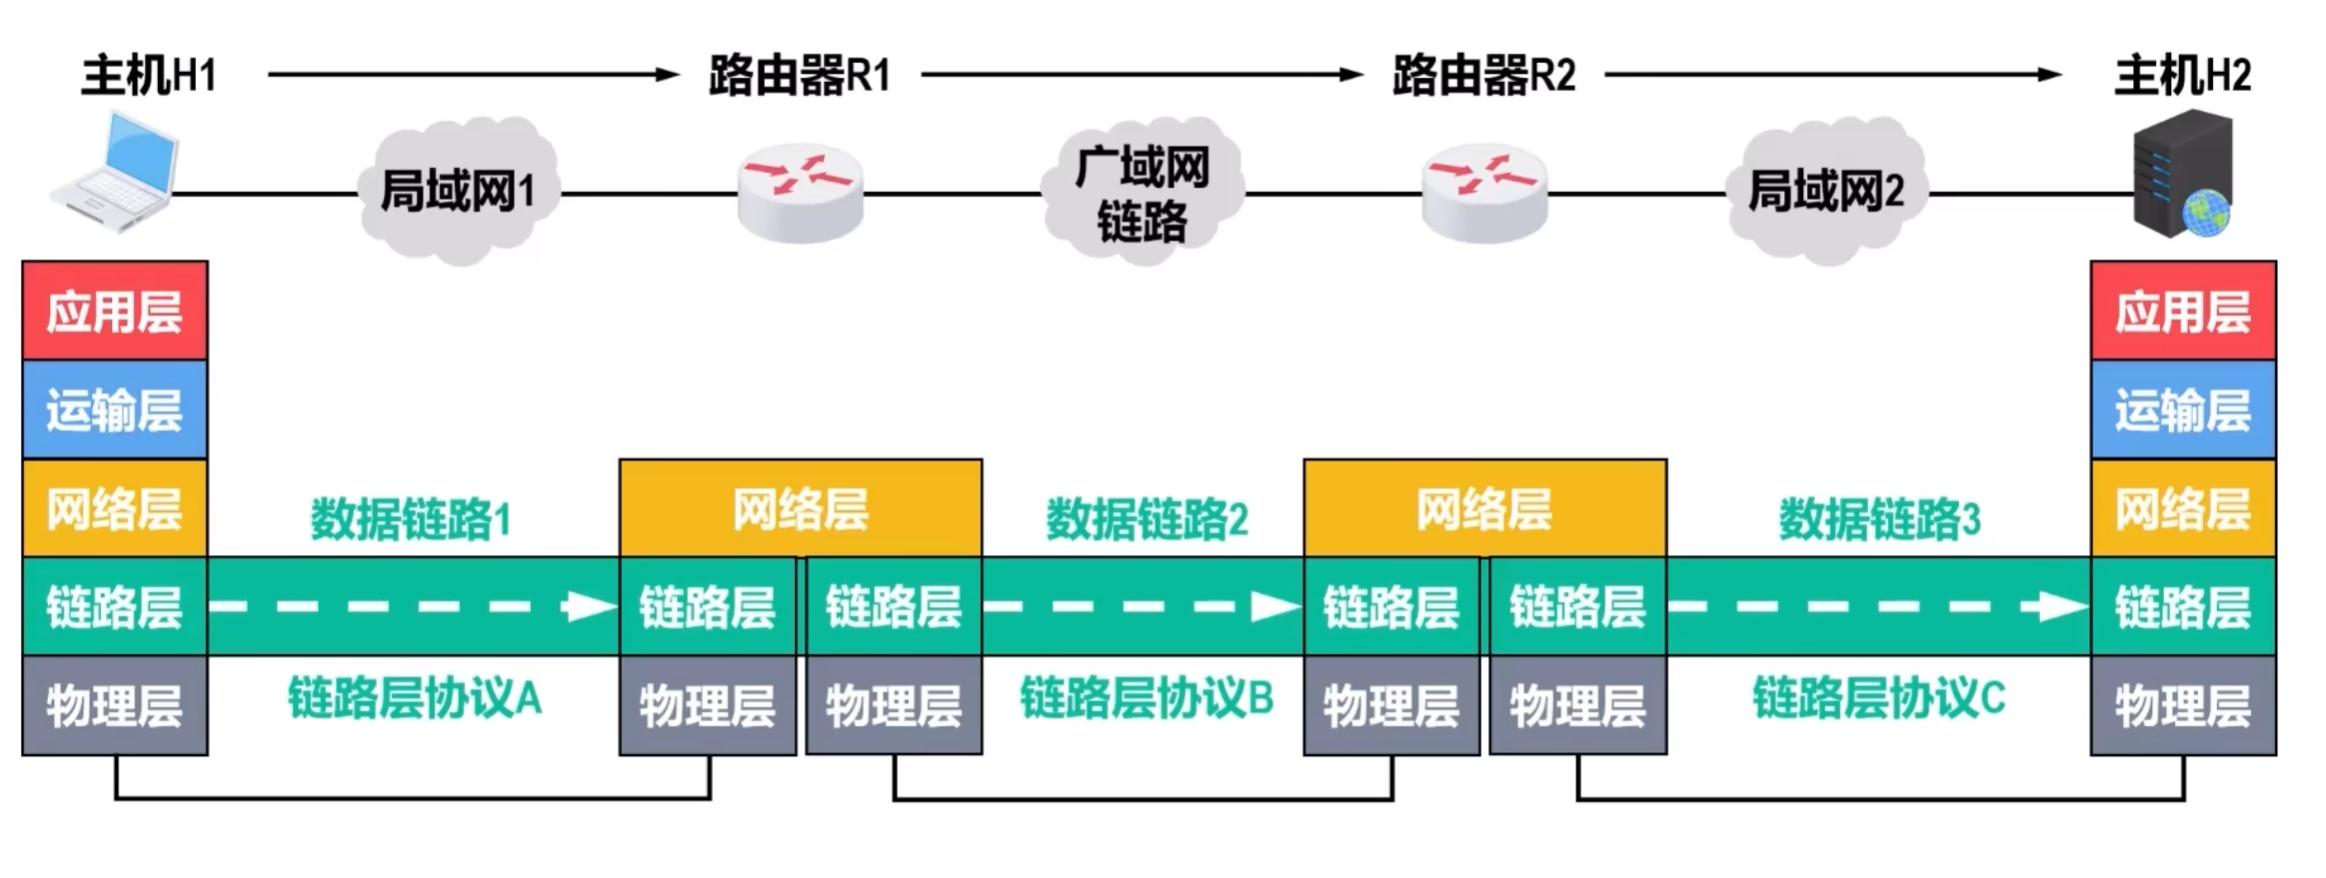 主机H1
路由器R1
路由器R2
主机H2
局域网1
广域网
链路
局域网2
应用层
应用层
运输层
运输层
网络层
数据链路1
网络层
数据链路2
网络层
数据链路3
网络层
链路层
链路层
链路层
链路层
链路层
链路层
物理层
链路层协议A
物理层
物理层
链路层协议B
物理层
物理层
链路层协议C
物理层